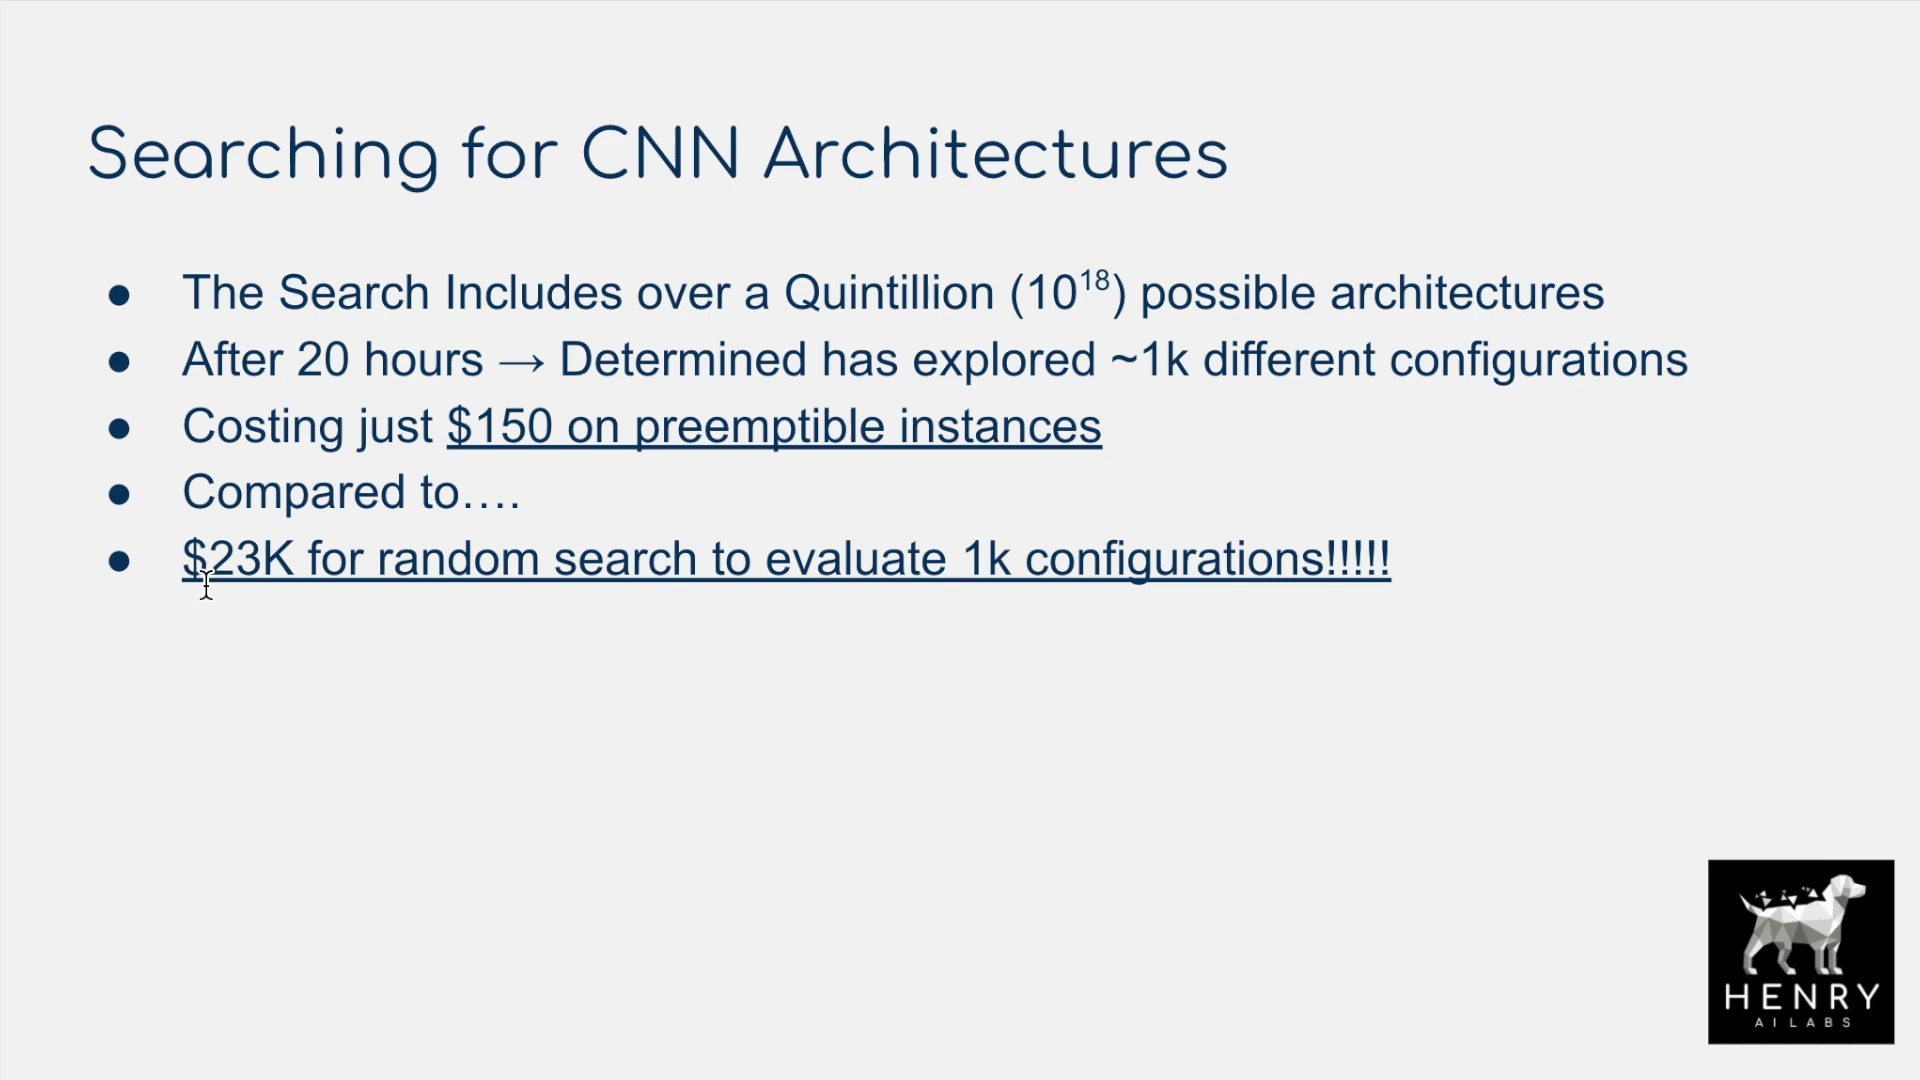 Searching for CNN Architectures
● The Search Includes over a Quintillion (10¹⁸) possible architectures
● After 20 hours → Determined has explored ~1k different configurations
● Costing just $150 on preemptible instances
● Compared to….
● $23K for random search to evaluate 1k configurations!!!!!
HENRY
AI LABS